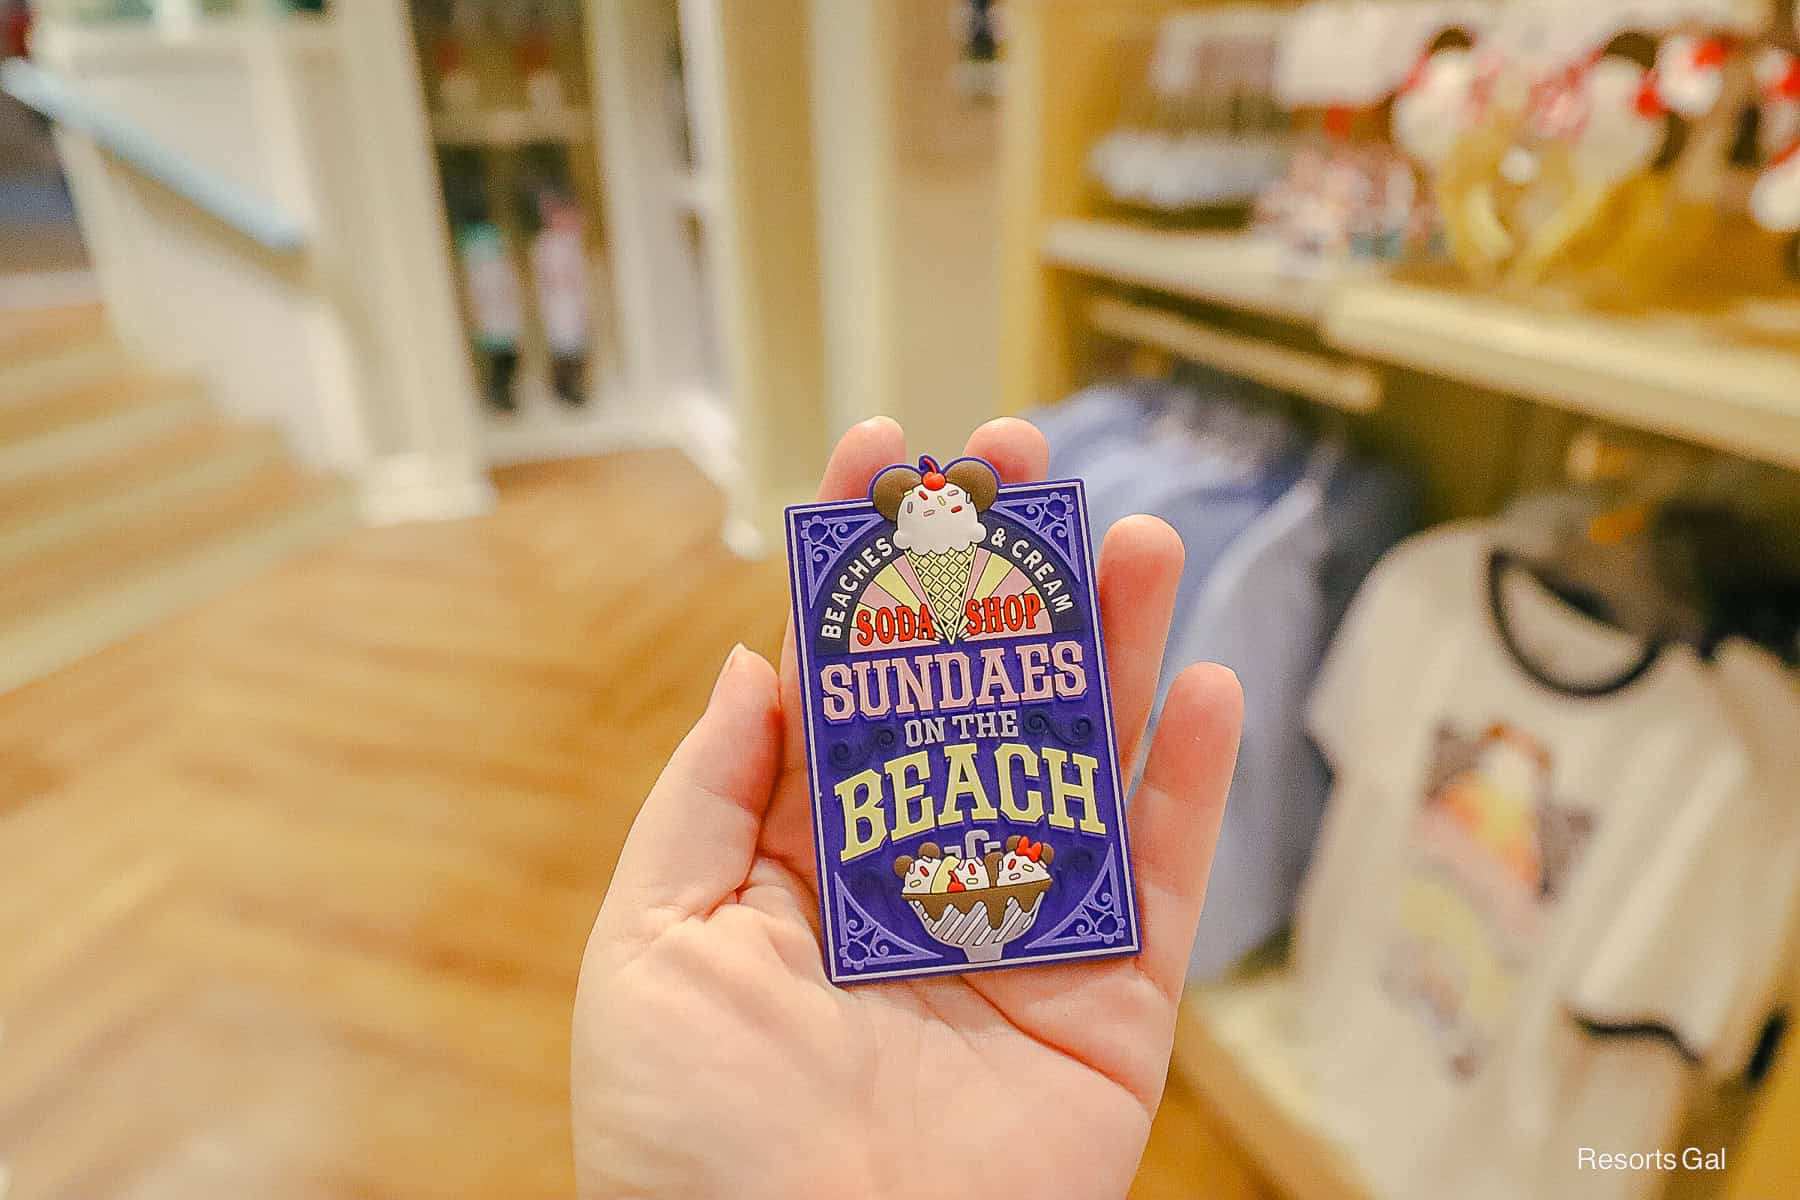 BEACHES & CREAM
SODA SHOP
SUNDAES
ON THE
BEACH
Resorts Gal